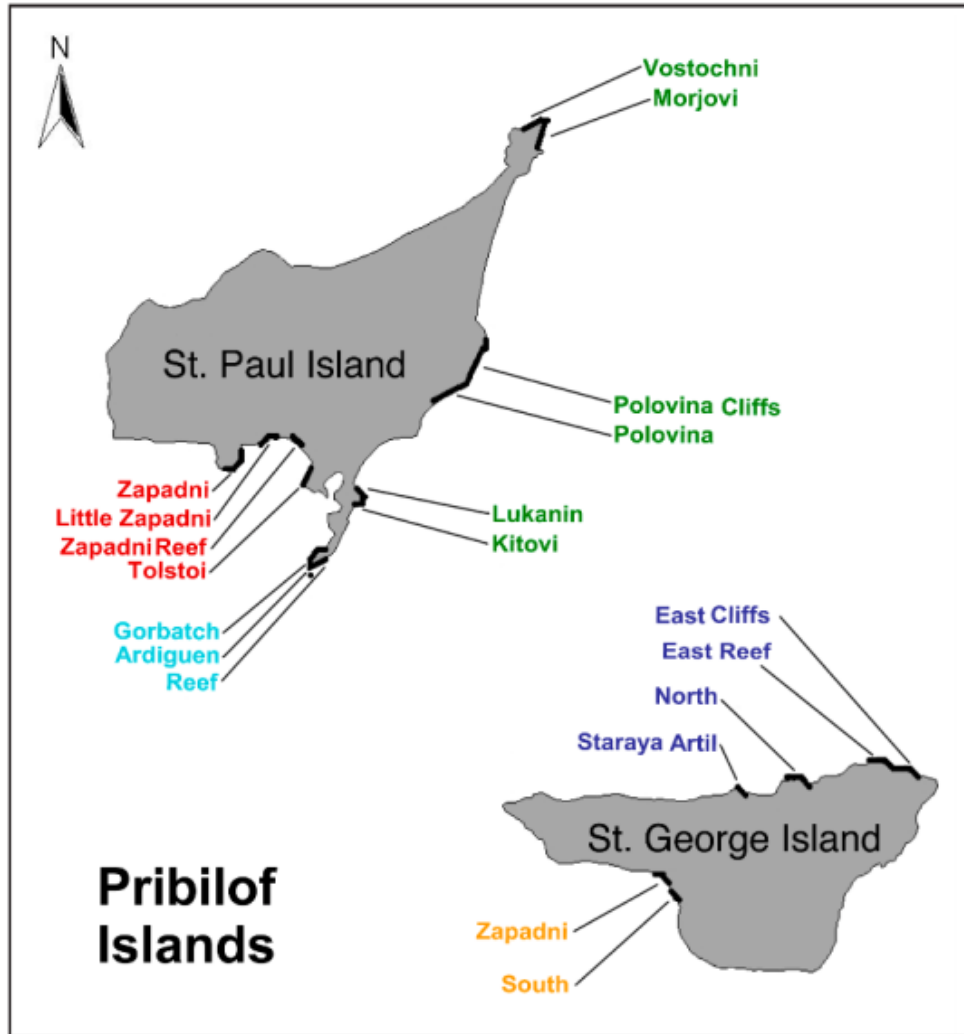 N
Vostochni
Morjovi
St. Paul Island
Polovina Cliffs
Polovina
Zapadni
Little Zapadni
Zapadni Reef
Tolstoi
Lukanin
Kitovi
Gorbatch
Ardiguen
Reef
East Cliffs
East Reef
North
Staraya Artil
St. George Island
Zapadni
South
Pribilof
Islands